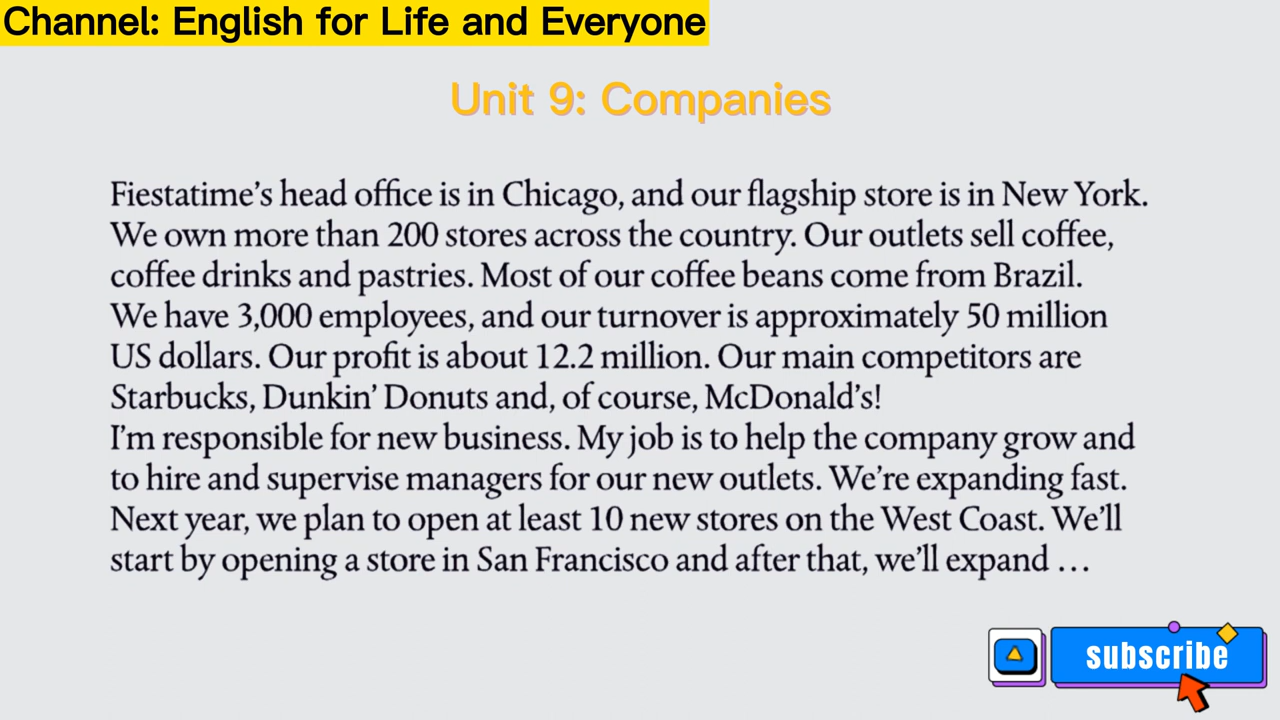 Channel: English for Life and Everyone
Unit 9: Companies
Fiestatime’s head office is in Chicago, and our flagship store is in New York.
We own more than 200 stores across the country. Our outlets sell coffee,
coffee drinks and pastries. Most of our coffee beans come from Brazil.
We have 3,000 employees, and our turnover is approximately 50 million
US dollars. Our profit is about 12.2 million. Our main competitors are
Starbucks, Dunkin’ Donuts and, of course, McDonald’s!
I’m responsible for new business. My job is to help the company grow and
to hire and supervise managers for our new outlets. We’re expanding fast.
Next year, we plan to open at least 10 new stores on the West Coast. We’ll
start by opening a store in San Francisco and after that, we’ll expand …
subscribe